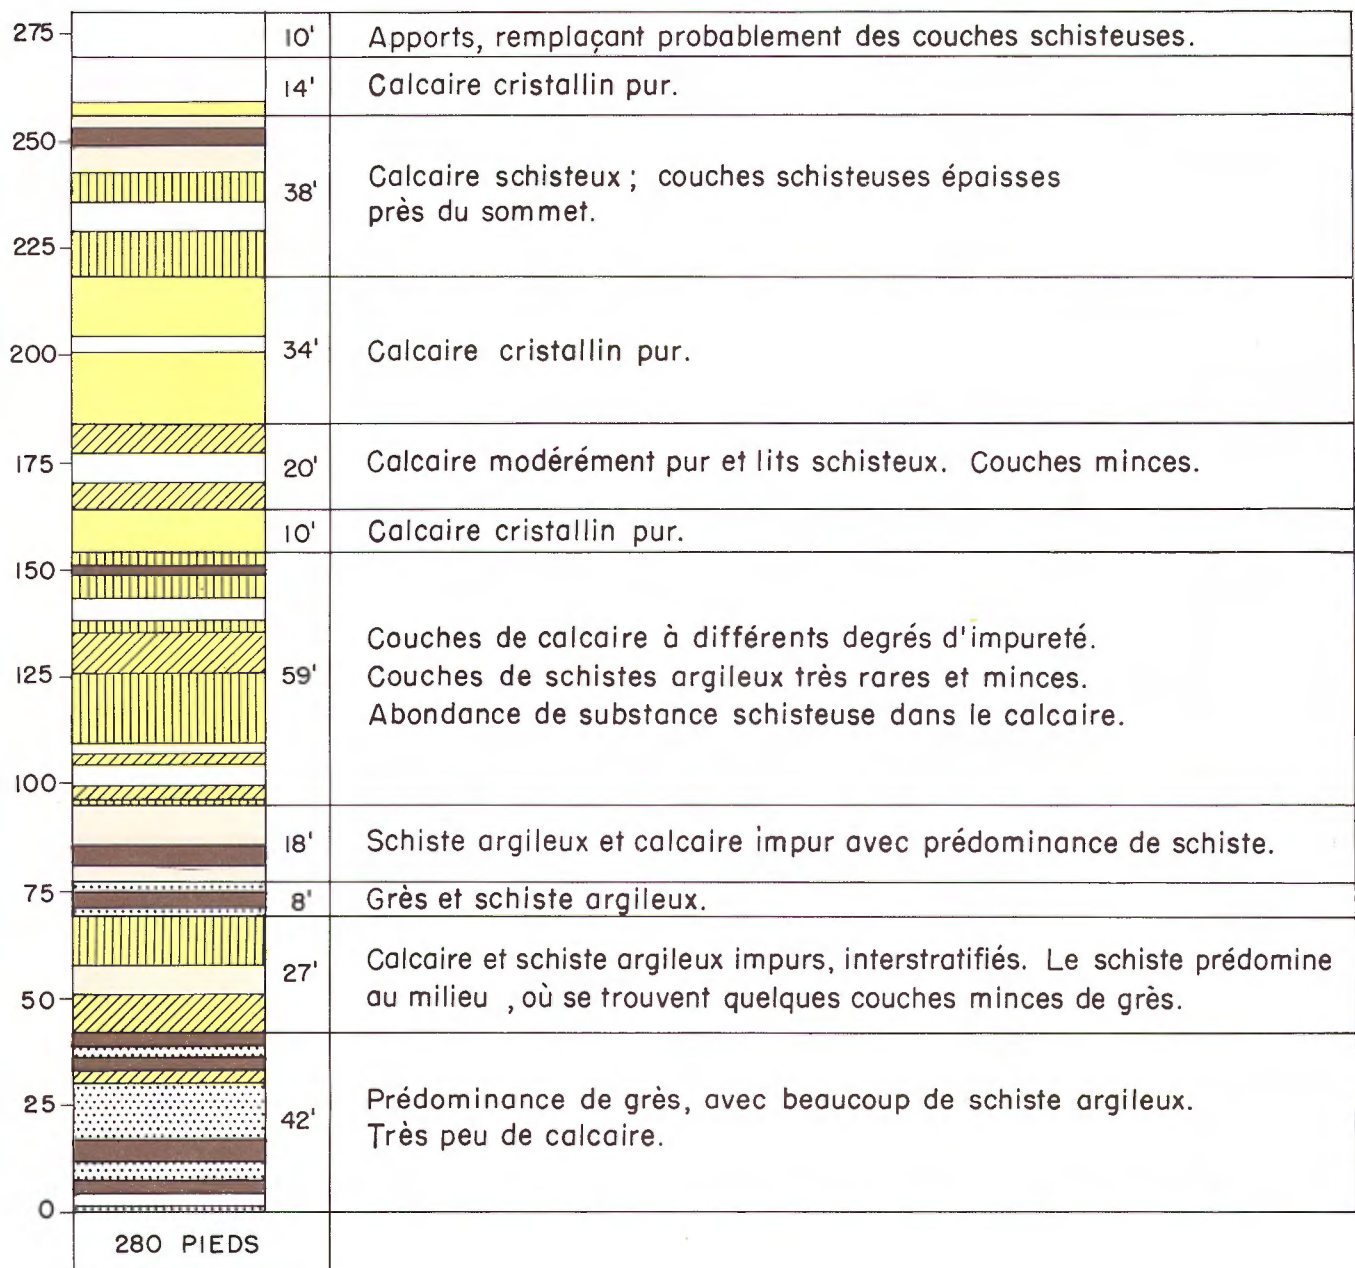 275
10'
Apports, remplaçant probablement des couches schisteuses.
14'
Calcaire cristallin pur.
250
38'
Calcaire schisteux ; couches schisteuses épaisses
près du sommet.
225
200
34'
Calcaire cristallin pur.
175
20'
Calcaire modérément pur et lits schisteux. Couches minces.
10'
Calcaire cristallin pur.
150
125
59'
Couches de calcaire à différents degrés d'impureté.
Couches de schistes argileux très rares et minces.
Abondance de substance schisteuse dans le calcaire.
100
18'
Schiste argileux et calcaire impur avec prédominance de schiste.
75
8'
Grès et schiste argileux.
27'
Calcaire et schiste argileux impurs, interstratifiés. Le schiste prédomine
au milieu , où se trouvent quelques couches minces de grès.
50
25
42'
Prédominance de grès, avec beaucoup de schiste argileux.
Très peu de calcaire.
0
280 PIEDS